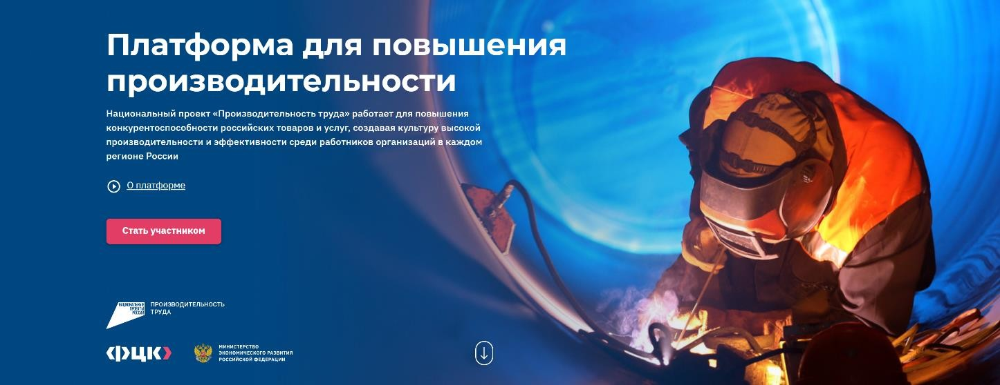 Платформа для повышения
производительности
Национальный проект «Производительность труда» работает для повышения
конкурентоспособности российских товаров и услуг, создавая культуру высокой
производительности и эффективности среди работников организаций в каждом
регионе России
О платформе
Стать участником
НАЦИОНАЛЬНЫЕ
ПРОЕКТЫ
РОССИИ
ПРОИЗВОДИТЕЛЬНОСТЬ
ТРУДА
ФЦК
МИНИСТЕРСТВО
ЭКОНОМИЧЕСКОГО РАЗВИТИЯ
РОССИЙСКОЙ ФЕДЕРАЦИИ